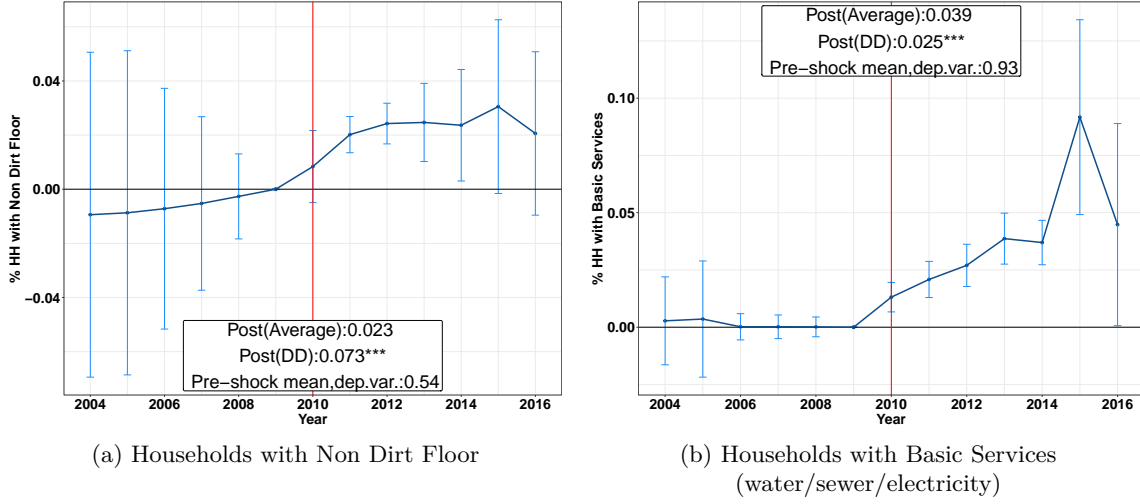 % HH with Non Dirt Floor
0.04
0.00
−0.04
Post(Average):0.023
Post(DD):0.073***
Pre−shock mean,dep.var.:0.54
2004 2006 2008 2010 2012 2014 2016
Year
(a) Households with Non Dirt Floor
% HH with Basic Services
0.10
0.05
0.00
Post(Average):0.039
Post(DD):0.025***
Pre−shock mean,dep.var.:0.93
2004 2006 2008 2010 2012 2014 2016
Year
(b) Households with Basic Services
(water/sewer/electricity)